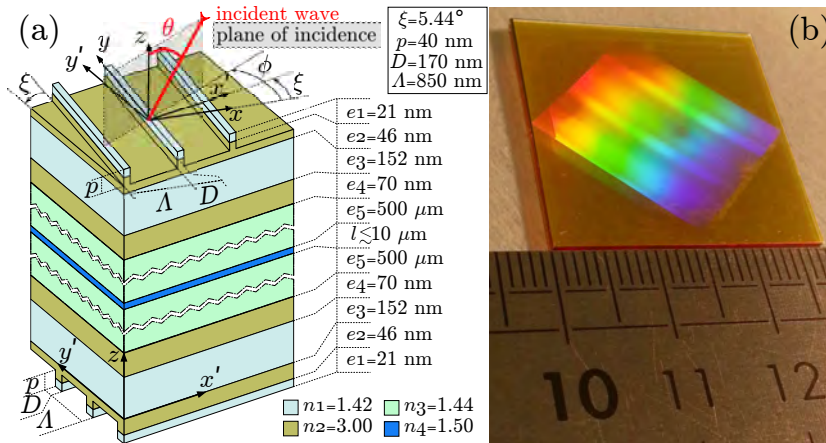 (a)
incident wave
plane of incidence
θ
z
y
y'
x'
x
ϕ
ξ
ξ
ξ=5.44°
p=40 nm
D=170 nm
Λ=850 nm
(b)
p
Λ
D
e1=21 nm
e2=46 nm
e3=152 nm
e4=70 nm
e5=500 μm
l≲10 μm
e5=500 μm
e4=70 nm
e3=152 nm
e2=46 nm
e1=21 nm
z
y'
x'
p
D
Λ
n1=1.42
n3=1.44
n2=3.00
n4=1.50
10
11
12